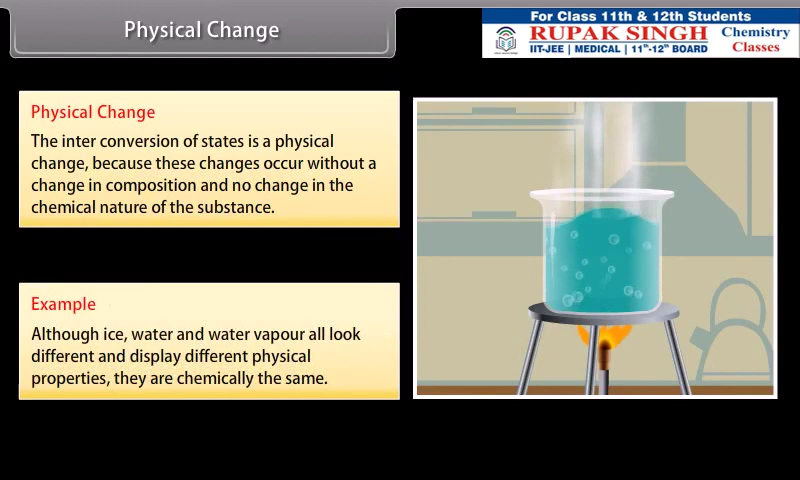 Physical Change
For Class 11th & 12th Students
RUPAK SINGH
IIT-JEE | MEDICAL | 11th-12th BOARD
Chemistry
Classes
Physical Change
The inter conversion of states is a physical
change, because these changes occur without a
change in composition and no change in the
chemical nature of the substance.
Example
Although ice, water and water vapour all look
different and display different physical
properties, they are chemically the same.